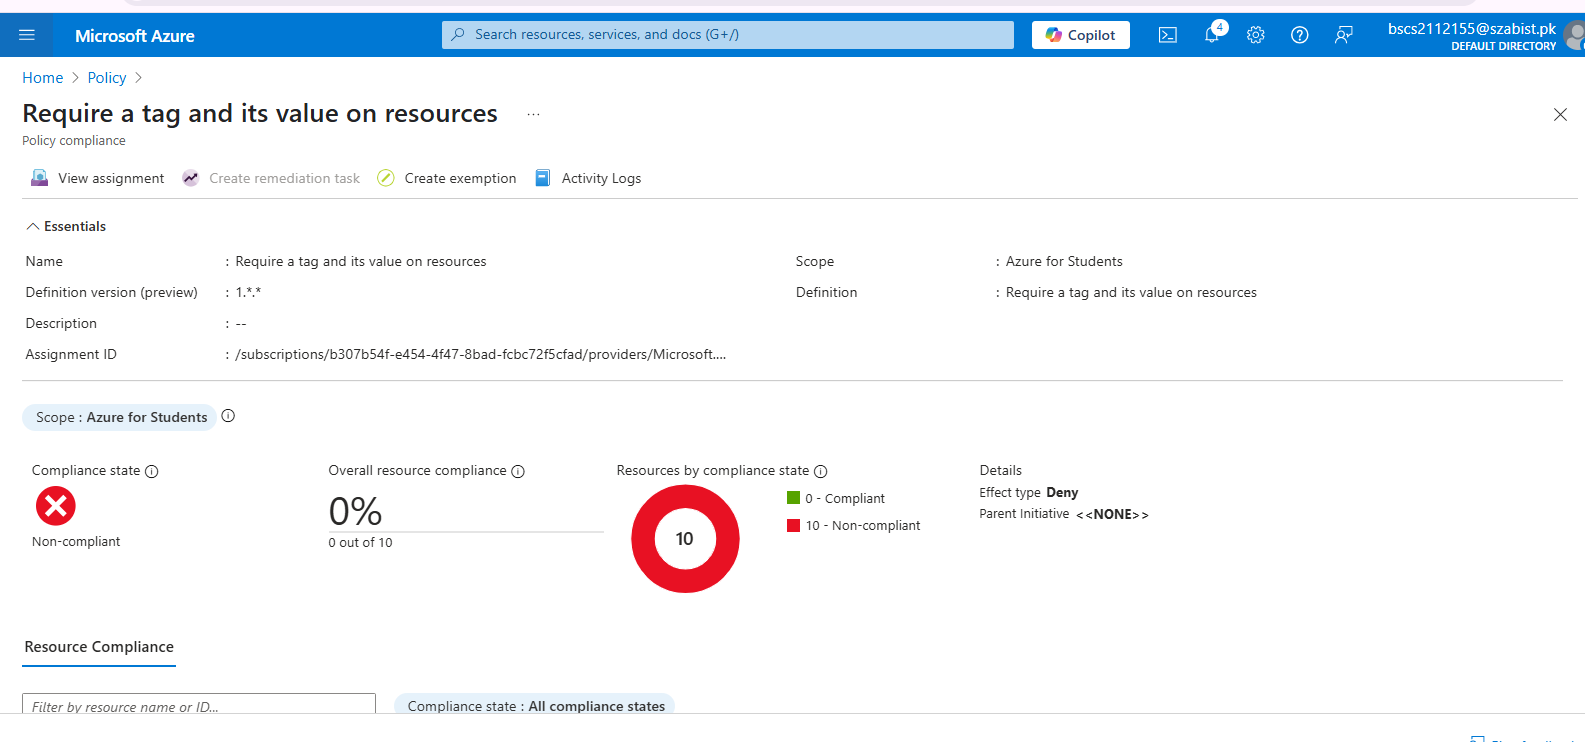 Microsoft Azure
Search resources, services, and docs (G+/)
Copilot
4
bscs2112155@szabist.pk
DEFAULT DIRECTORY
Home > Policy >
Require a tag and its value on resources ...
Policy compliance
View assignment Create remediation task Create exemption Activity Logs
Essentials
Name : Require a tag and its value on resources Scope : Azure for Students
Definition version (preview) : 1.*.* Definition : Require a tag and its value on resources
Description : --
Assignment ID : /subscriptions/b307b54f-e454-4f47-8bad-fcbc72f5cfad/providers/Microsoft....
Scope : Azure for Students
Compliance state
Non-compliant
Overall resource compliance
0%
0 out of 10
Resources by compliance state
10
0 - Compliant
10 - Non-compliant
Details
Effect type Deny
Parent Initiative <<NONE>>
Resource Compliance
Filter by resource name or ID...
Compliance state : All compliance states